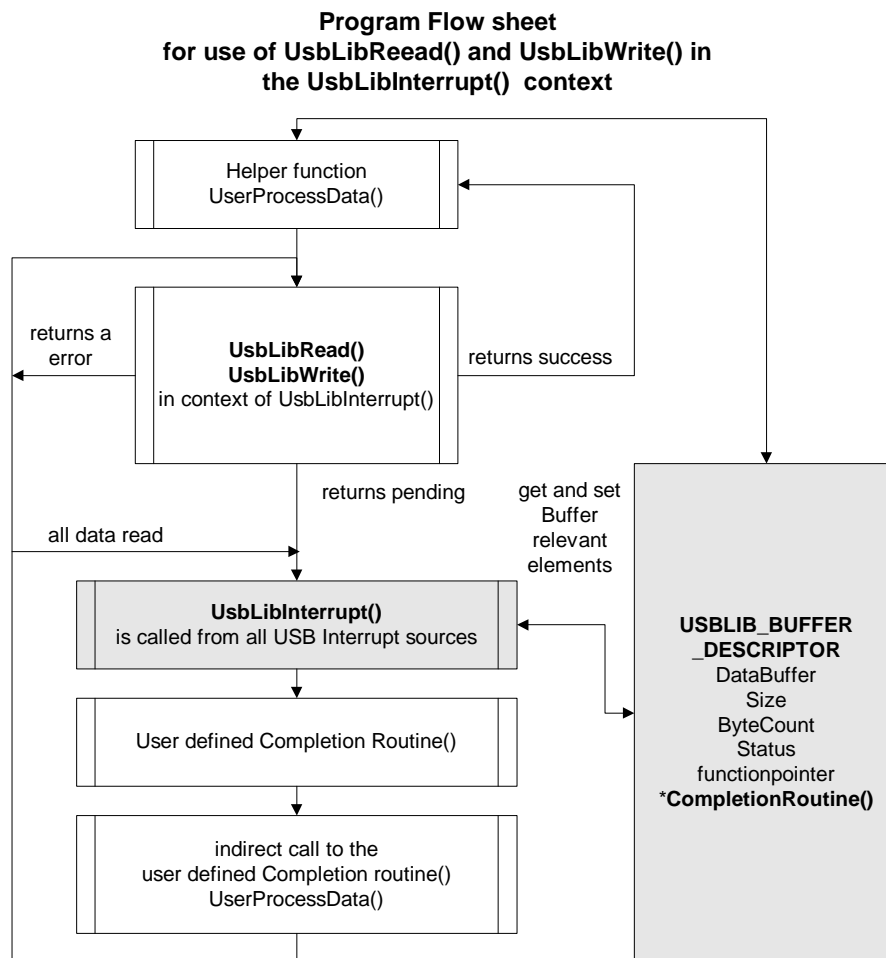 Program Flow sheet
for use of UsbLibReead() and UsbLibWrite() in
the UsbLibInterrupt() context
Helper function
UserProcessData()
returns a
error
UsbLibRead()
UsbLibWrite()
in context of UsbLibInterrupt()
returns success
returns pending
get and set
Buffer
relevant
elements
all data read
UsbLibInterrupt()
is called from all USB Interrupt sources
USBLIB_BUFFER
_DESCRIPTOR
DataBuffer
Size
ByteCount
Status
functionpointer
*CompletionRoutine()
User defined Completion Routine()
indirect call to the
user defined Completion routine()
UserProcessData()